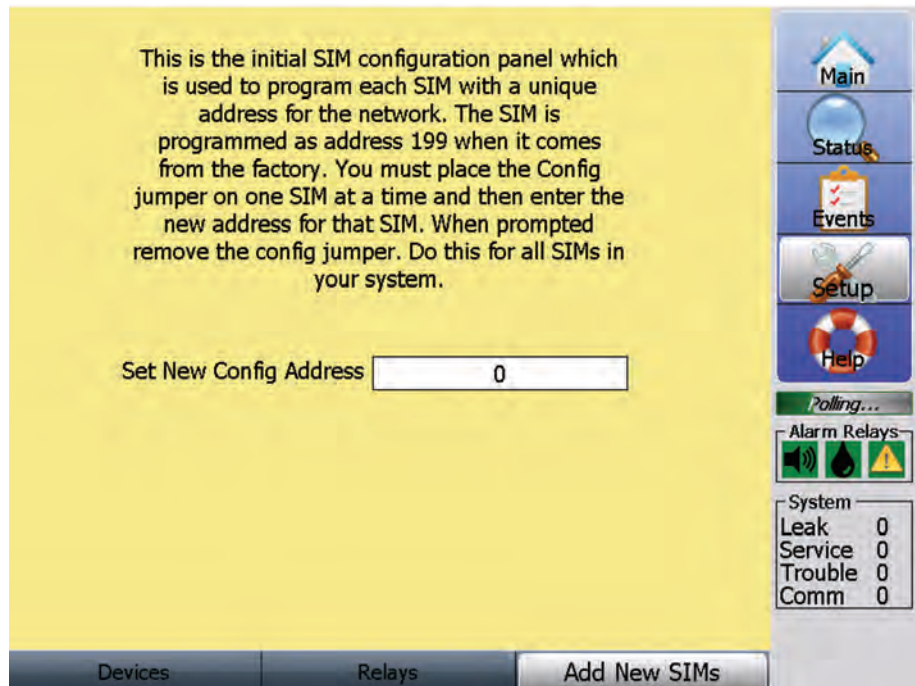 This is the initial SIM configuration panel which
is used to program each SIM with a unique
address for the network. The SIM is
programmed as address 199 when it comes
from the factory. You must place the Config
jumper on one SIM at a time and then enter the
new address for that SIM. When prompted
remove the config jumper. Do this for all SIMs in
your system.
Set New Config Address 0
Devices Relays Add New SIMs
Main
Status
Events
Setup
Help
Polling...
Alarm Relays
System
Leak 0
Service 0
Trouble 0
Comm 0